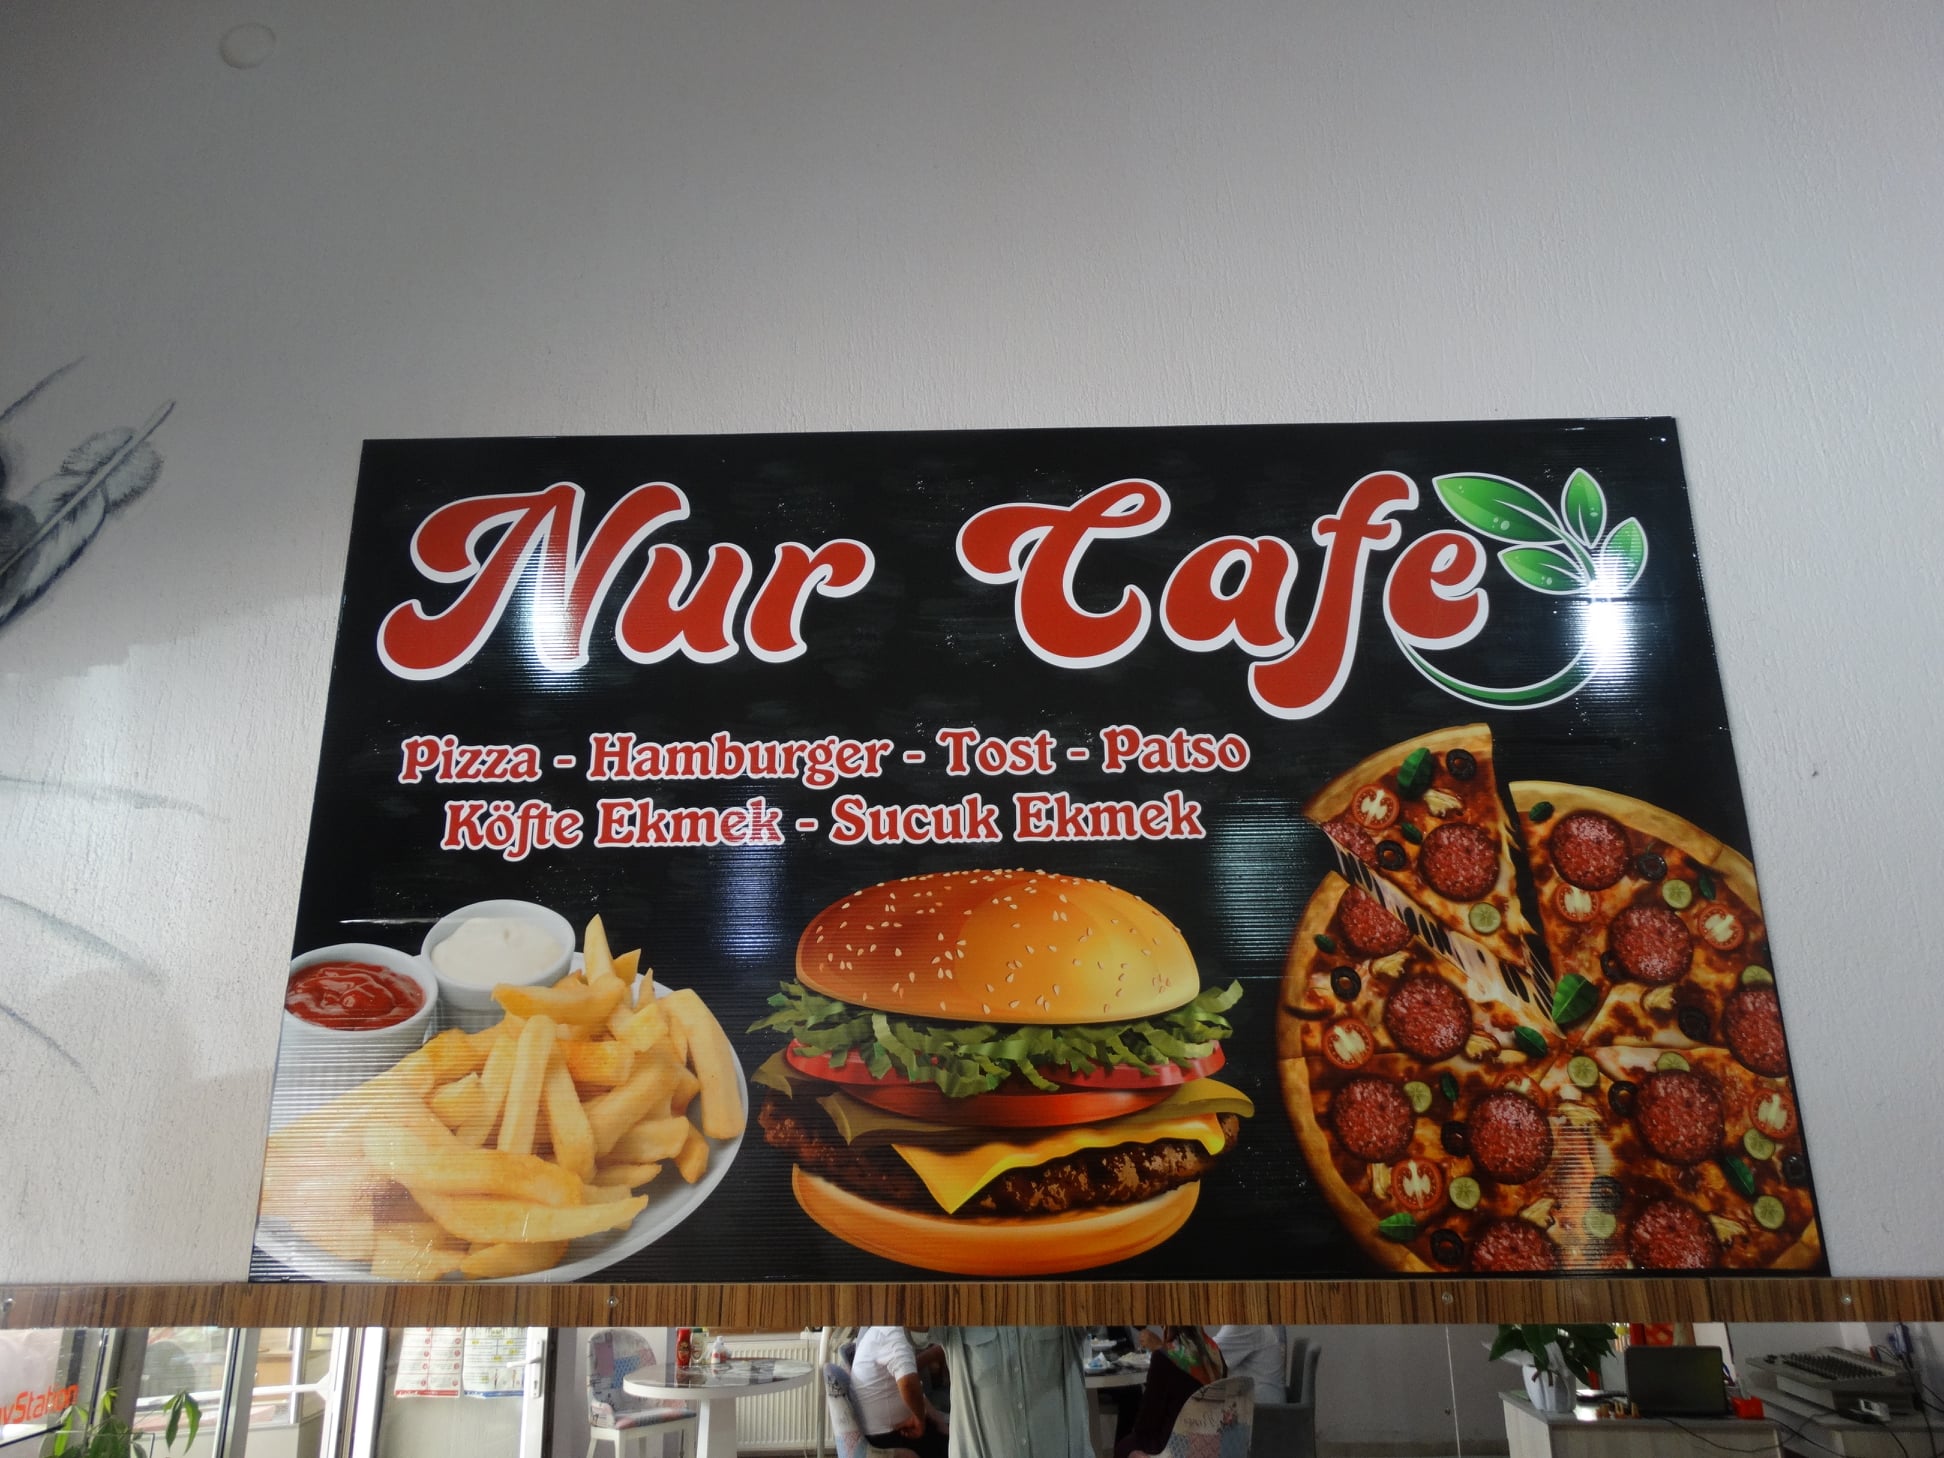 Nur Cafe
Pizza - Hamburger - Tost - Patso
Köfte Ekmek - Sucuk Ekmek